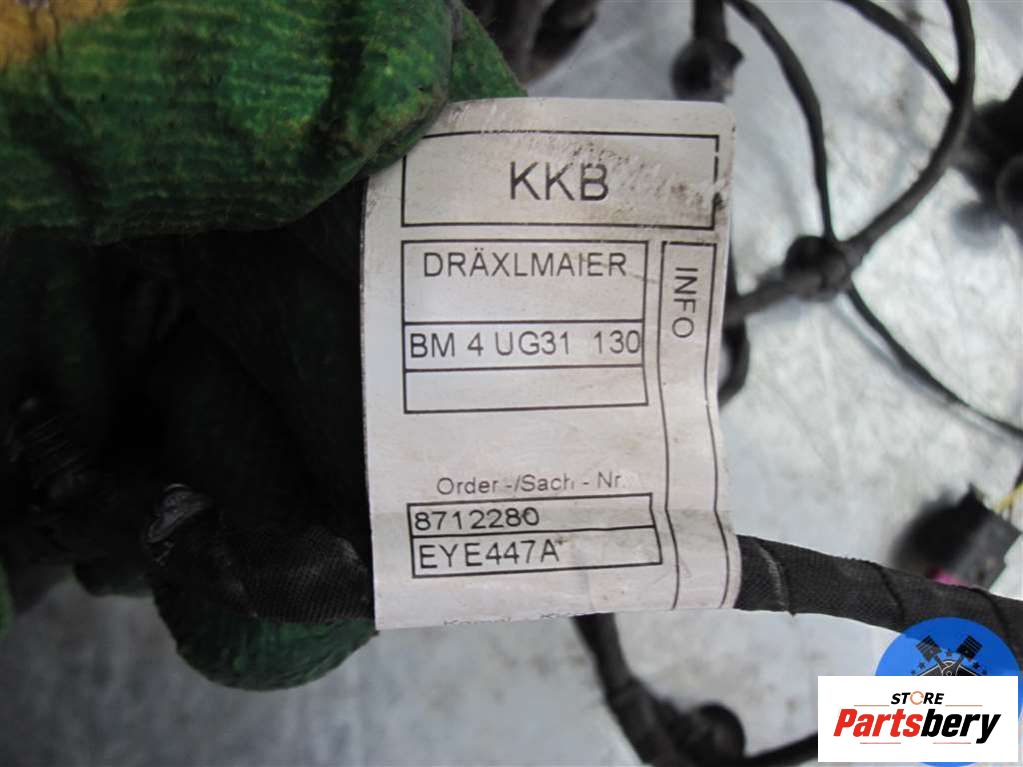 KKB
DRÄXLMAIER
INFO
BM 4 UG31 130
Order -/Sach - Nr.
8712280
EYE447A*
STORE
Partsbery